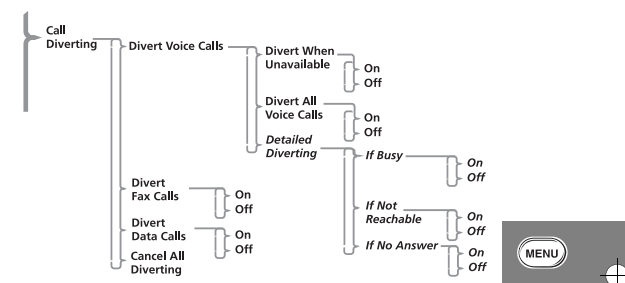 Call
Diverting
Divert Voice Calls
Divert When
Unavailable
On
Off
Divert All
Voice Calls
On
Off
Detailed
Diverting
If Busy
On
Off
If Not
Reachable
On
Off
If No Answer
On
Off
Divert
Fax Calls
On
Off
Divert
Data Calls
On
Off
Cancel All
Diverting
MENU